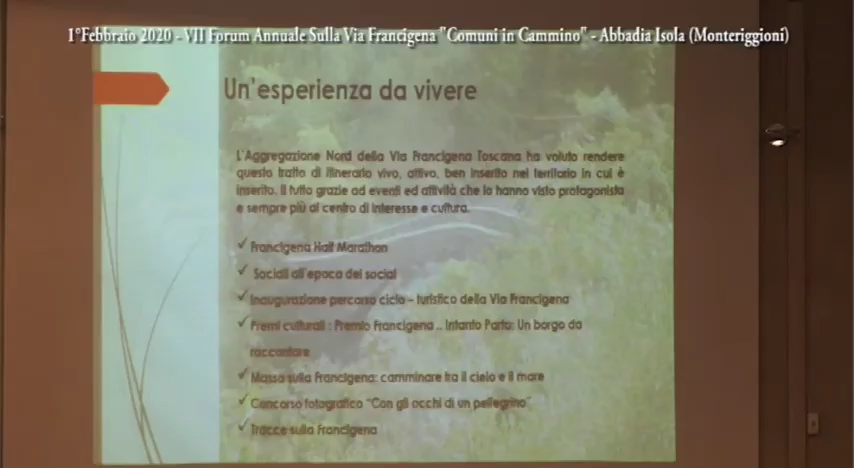 1°Febbraio 2020 - VII Forum Annuale Sulla Via Francigena "Comuni in Cammino" - Abbadia Isola (Monteriggioni)
Un'esperienza da vivere
L'Aggregazione Nord della Via Francigena Toscana ha voluto rendere
questo tratto di itinerario vivo, attivo, ben inserito nel territorio in cui è
inserito. Il tutto grazie ad eventi ed attività che lo hanno visto protagonista
e sempre più al centro di interesse e cultura.
✓ Francigena Half Marathon
✓ Sociali all'epoca dei social
✓ Inaugurazione percorso ciclo – turistico della Via Francigena
✓ Premi culturali : Premio Francigena .. Intanto Parto: Un borgo da
raccontare
✓ Massa sulla Francigena: camminare tra il cielo e il mare
✓ Concorso fotografico "Con gli occhi di un pellegrino"
✓ Tracce sulla Francigena